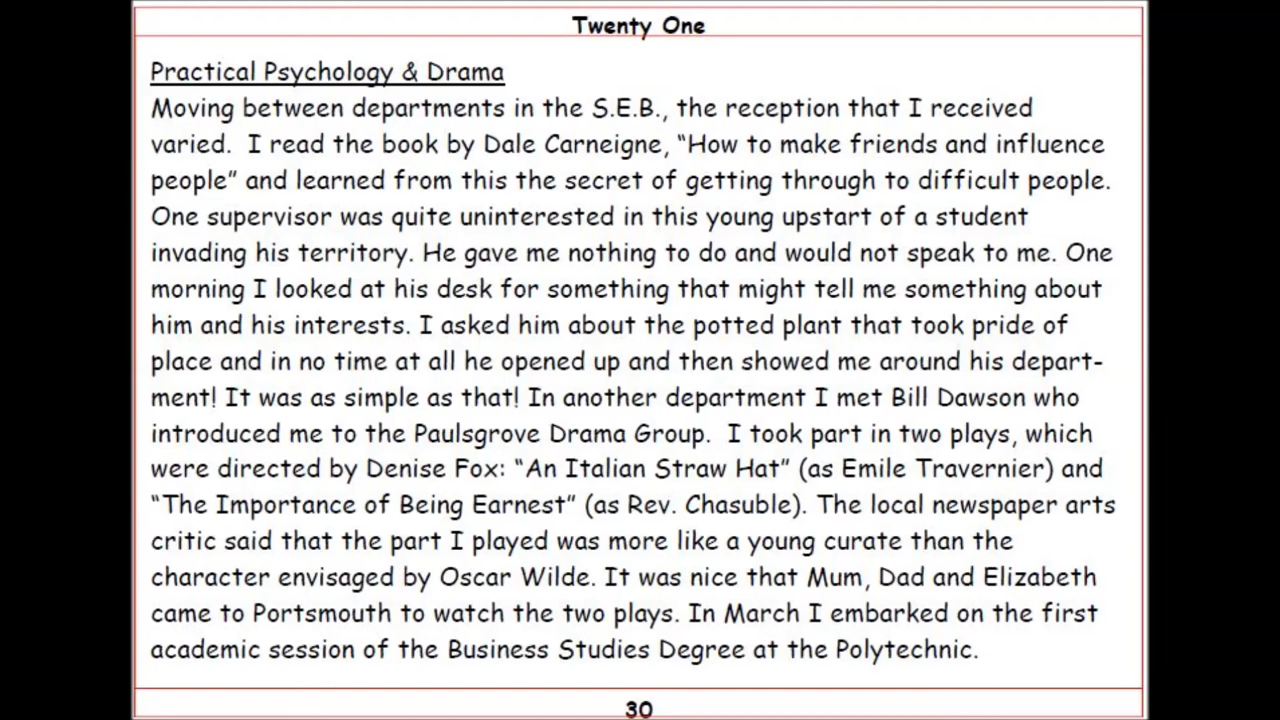 Twenty One
Practical Psychology & Drama
Moving between departments in the S.E.B., the reception that I received
varied.  I read the book by Dale Carneigne, “How to make friends and influence
people” and learned from this the secret of getting through to difficult people.
One supervisor was quite uninterested in this young upstart of a student
invading his territory. He gave me nothing to do and would not speak to me. One
morning I looked at his desk for something that might tell me something about
him and his interests. I asked him about the potted plant that took pride of
place and in no time at all he opened up and then showed me around his depart-
ment! It was as simple as that! In another department I met Bill Dawson who
introduced me to the Paulsgrove Drama Group.  I took part in two plays, which
were directed by Denise Fox: “An Italian Straw Hat” (as Emile Travernier) and
“The Importance of Being Earnest” (as Rev. Chasuble). The local newspaper arts
critic said that the part I played was more like a young curate than the
character envisaged by Oscar Wilde. It was nice that Mum, Dad and Elizabeth
came to Portsmouth to watch the two plays. In March I embarked on the first
academic session of the Business Studies Degree at the Polytechnic.
30